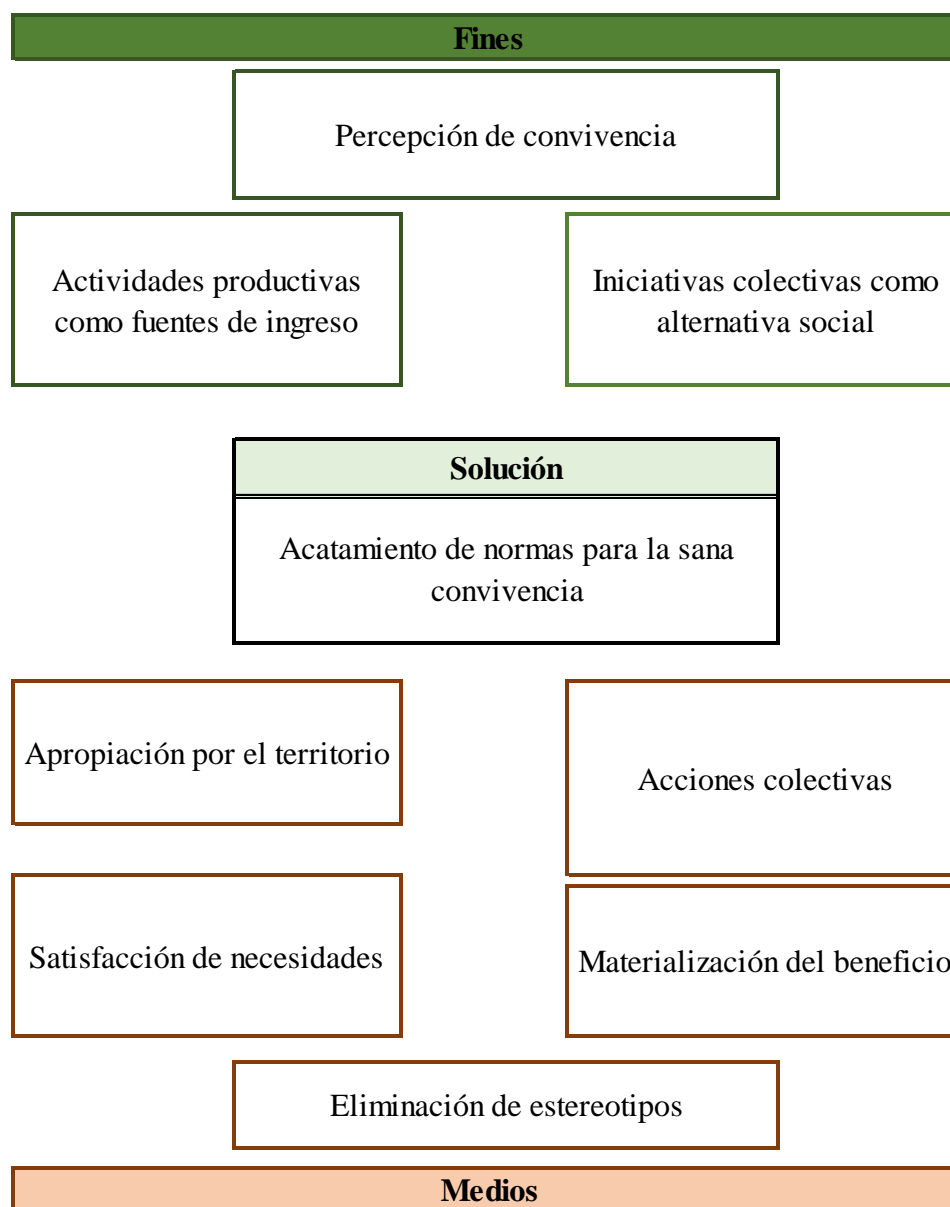 Fines
Percepción de convivencia
Actividades productivas
como fuentes de ingreso
Iniciativas colectivas como
alternativa social
Solución
Acatamiento de normas para la sana
convivencia
Apropiación por el territorio
Acciones colectivas
Satisfacción de necesidades
Materialización del beneficio
Eliminación de estereotipos
Medios